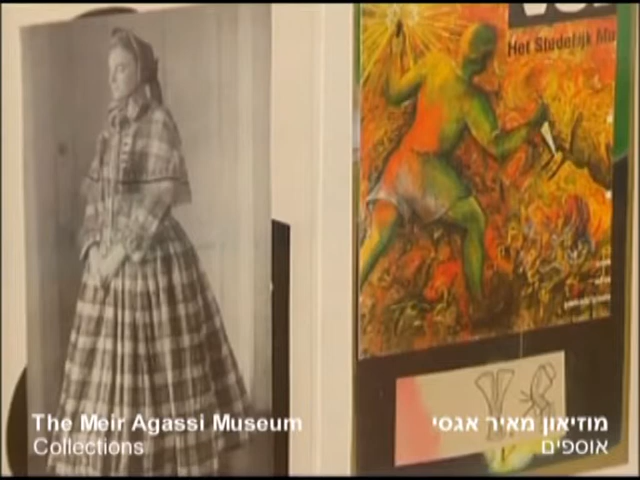 Het Stedelijk Mu
The Meir Agassi Museum
Collections
מוזיאון מאיר אגסי
אוספים